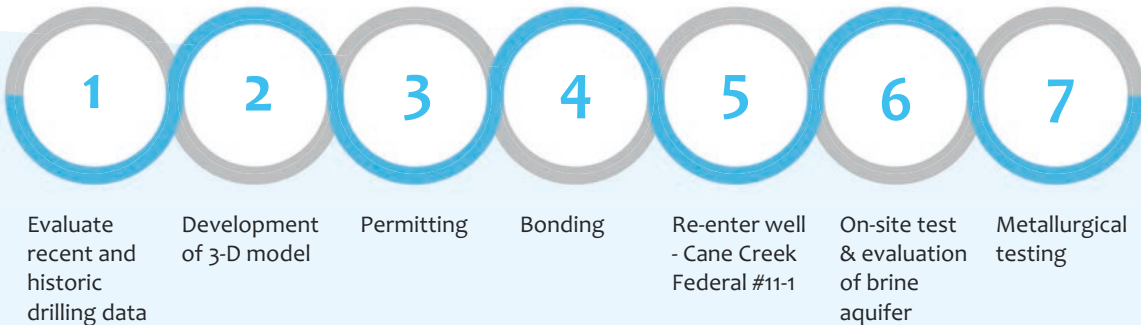 1
2
3
4
5
6
7
Evaluate
recent and
historic
drilling data
Development
of 3-D model
Permitting
Bonding
Re-enter well
- Cane Creek
Federal #11-1
On-site test
& evaluation
of brine
aquifer
Metallurgical
testing